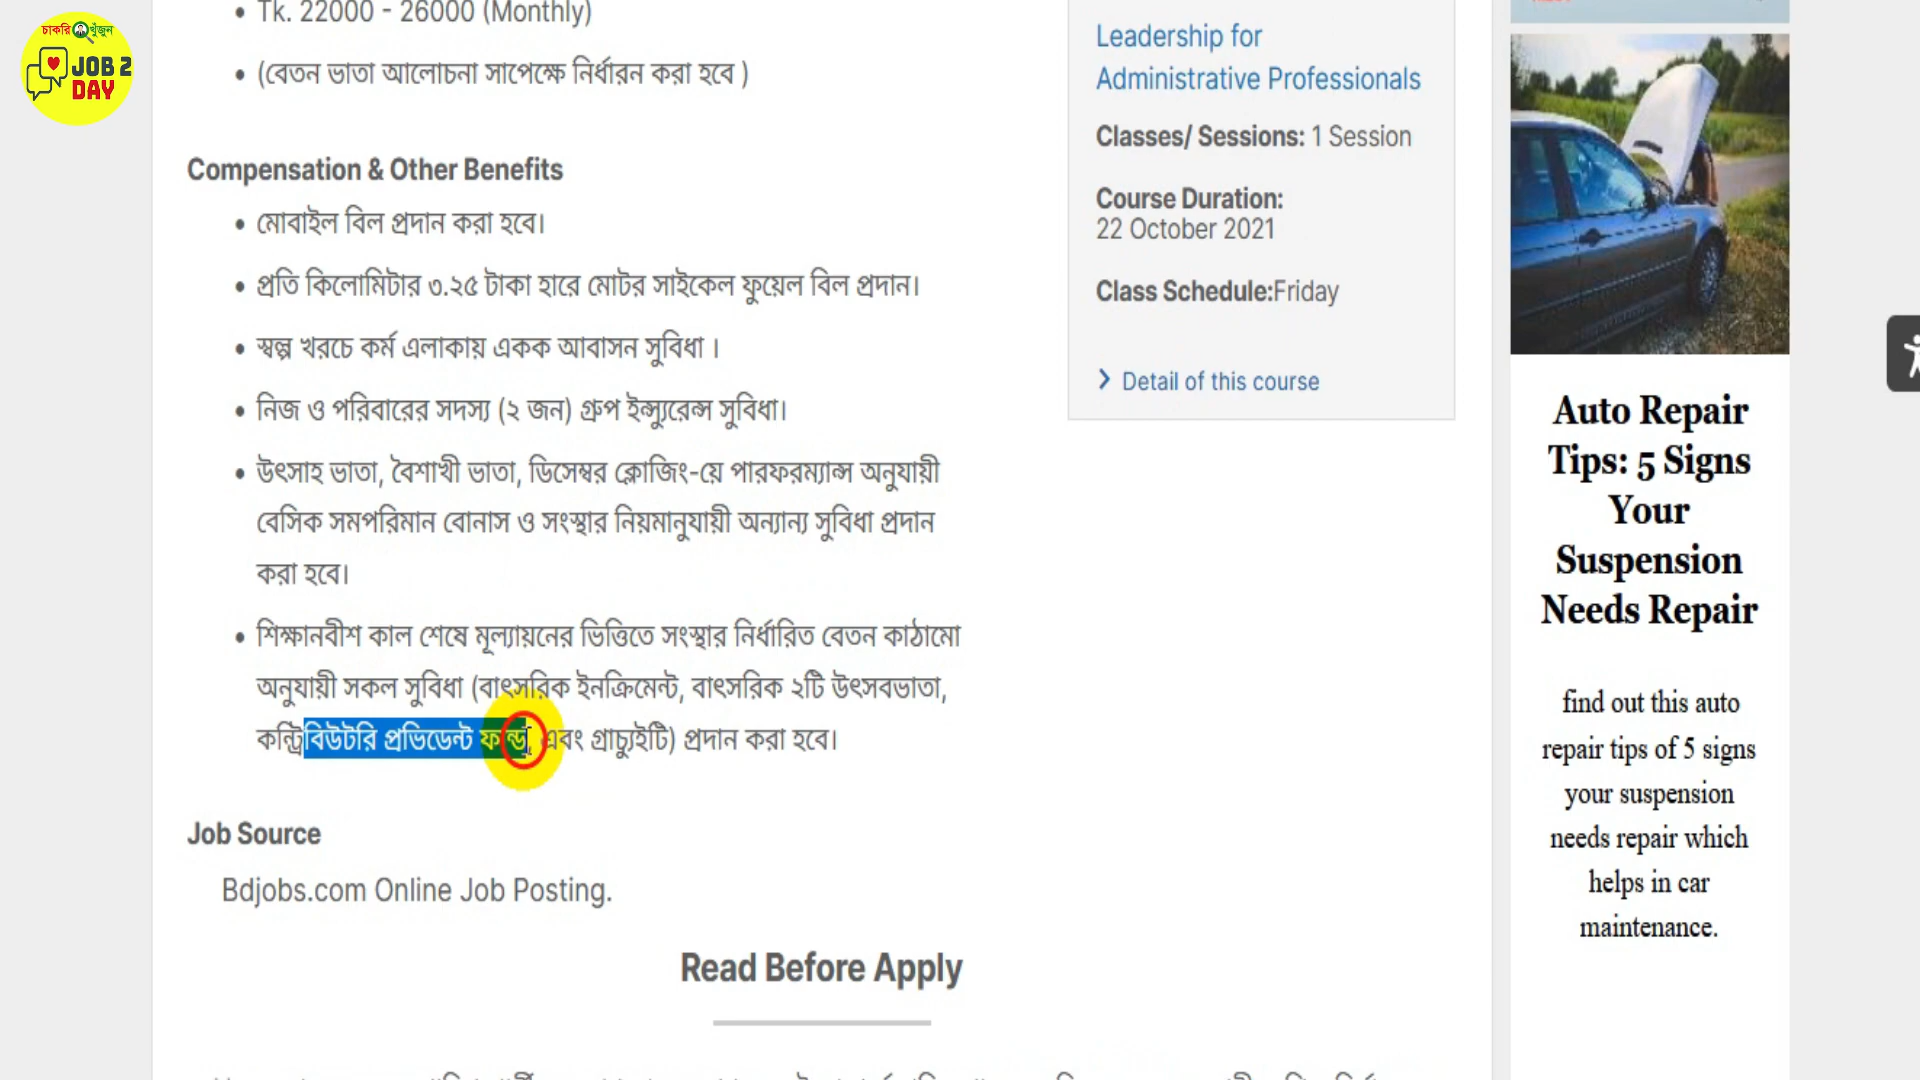 চাকরি খুঁজুন
JOB 2
DAY
Tk. 22000 - 26000 (Monthly)
(বেতন ভাতা আলোচনা সাপেক্ষে নির্ধারন করা হবে )
Compensation & Other Benefits
মোবাইল বিল প্রদান করা হবে।
প্রতি কিলোমিটার ৩.২৫ টাকা হারে মোটর সাইকেল ফুয়েল বিল প্রদান।
স্বল্প খরচে কর্ম এলাকায় একক আবাসন সুবিধা ।
নিজ ও পরিবারের সদস্য (২ জন) গ্রুপ ইন্স্যুরেন্স সুবিধা।
উৎসাহ ভাতা, বৈশাখী ভাতা, ডিসেম্বর ক্লোজিং-য়ে পারফরম্যান্স অনুযায়ী
বেসিক সমপরিমান বোনাস ও সংস্থার নিয়মানুযায়ী অন্যান্য সুবিধা প্রদান
করা হবে।
শিক্ষানবীশ কাল শেষে মূল্যায়নের ভিত্তিতে সংস্থার নির্ধারিত বেতন কাঠামো
অনুযায়ী সকল সুবিধা (বাৎসরিক ইনক্রিমেন্ট, বাৎসরিক ২টি উৎসবভাতা,
কন্ট্রিবিউটরি প্রভিডেন্ট ফান্ড, এবং গ্রাচ্যুইটি) প্রদান করা হবে।
Job Source
Bdjobs.com Online Job Posting.
Read Before Apply
Leadership for
Administrative Professionals
Classes/ Sessions: 1 Session
Course Duration:
22 October 2021
Class Schedule:Friday
Detail of this course
Auto Repair
Tips: 5 Signs
Your
Suspension
Needs Repair
find out this auto
repair tips of 5 signs
your suspension
needs repair which
helps in car
maintenance.